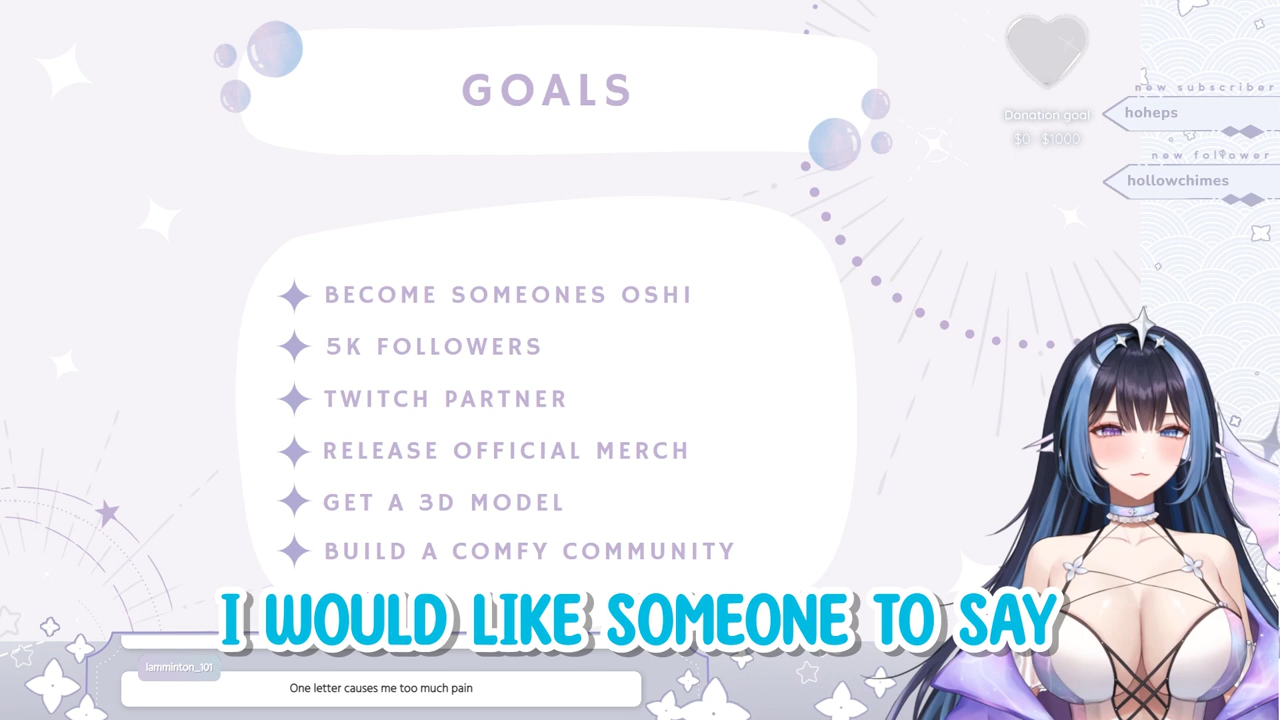 GOALS
Donation goal
$0 $1000
new subscriber
hoheps
new follower
hollowchimes
BECOME SOMEONES OSHI
5K FOLLOWERS
TWITCH PARTNER
RELEASE OFFICIAL MERCH
GET A 3D MODEL
BUILD A COMFY COMMUNITY
I WOULD LIKE SOMEONE TO SAY
lamminton_101
One letter causes me too much pain